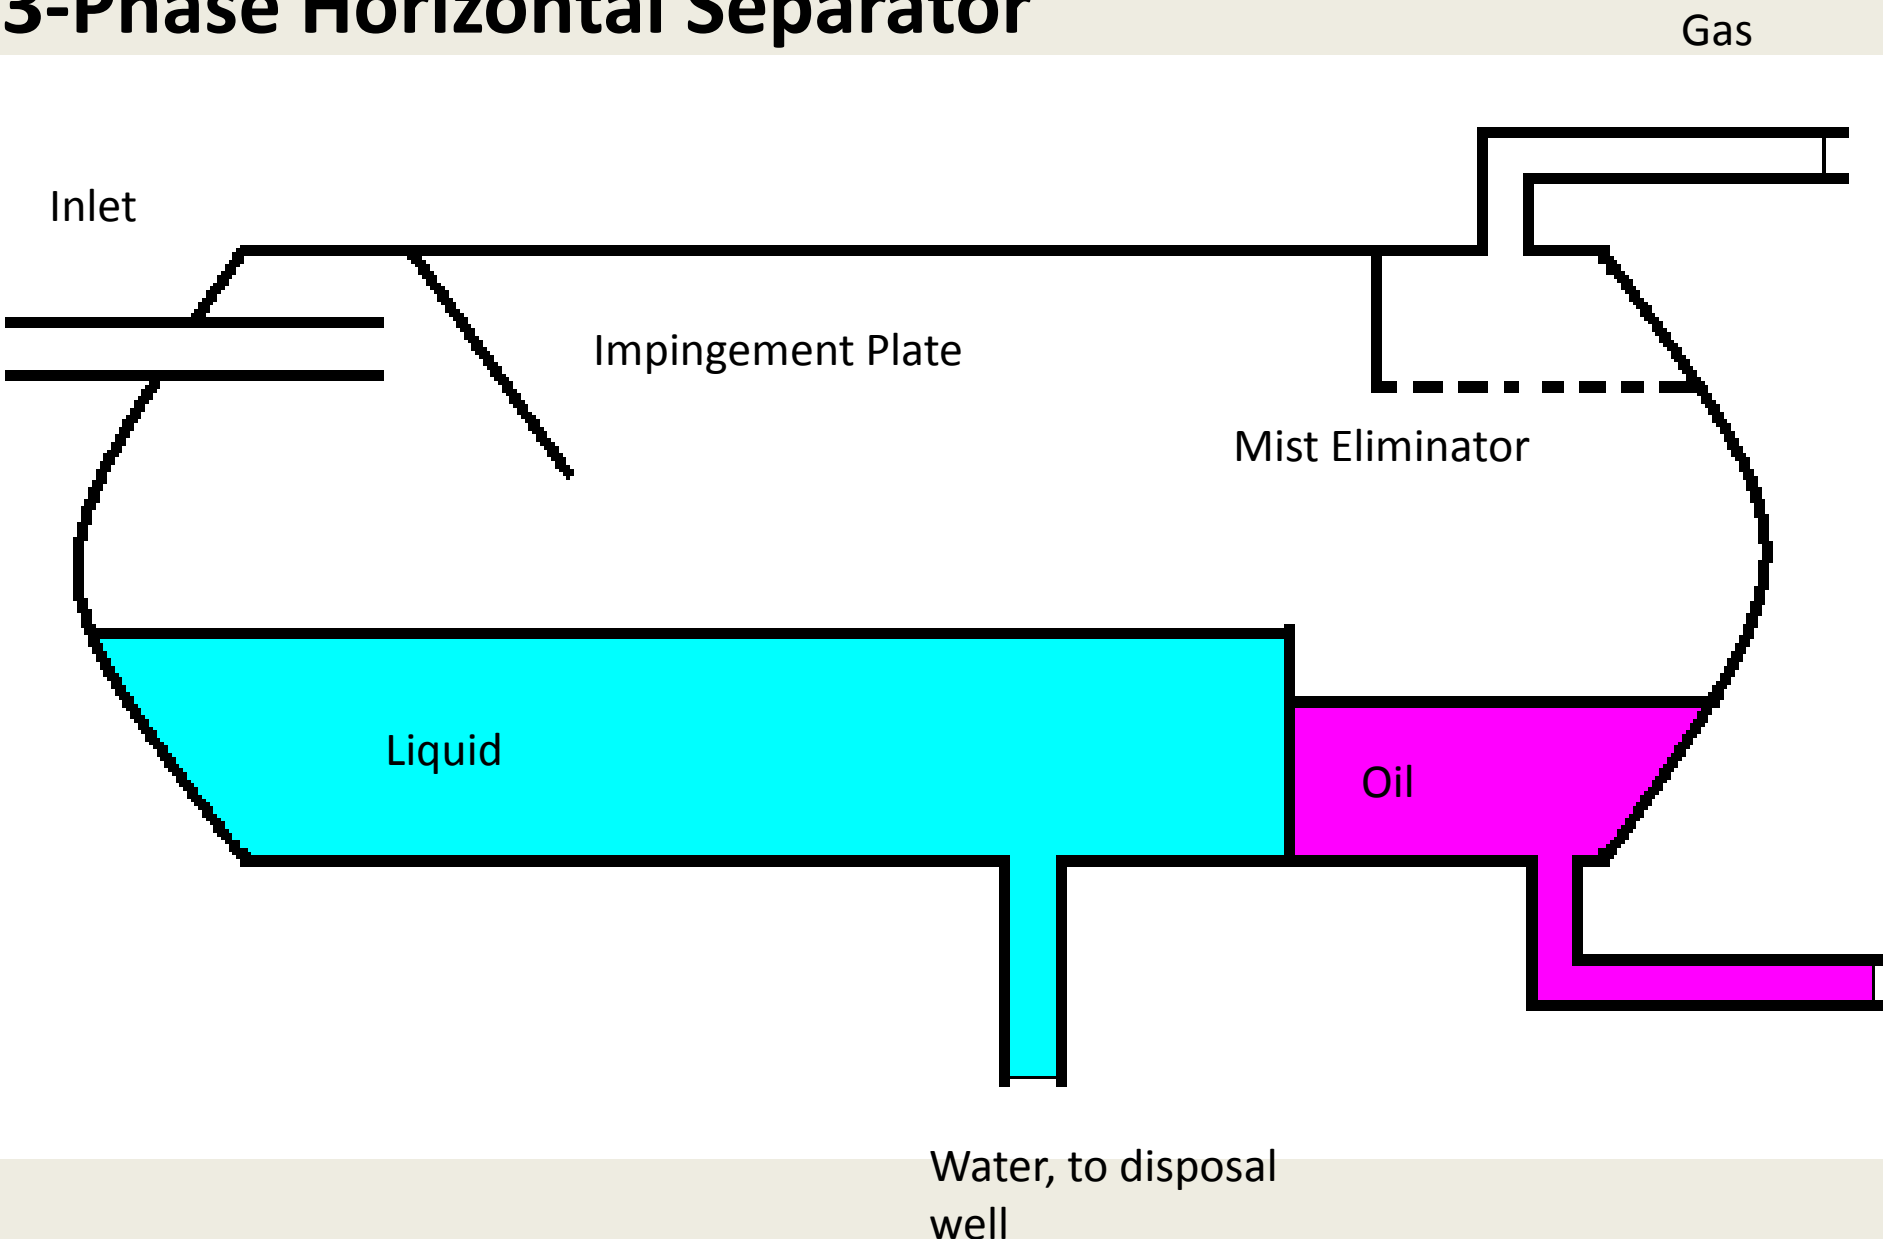 3-Phase Horizontal Separator
Gas
Inlet
Impingement Plate
Mist Eliminator
Liquid
Oil
Water, to disposal
well